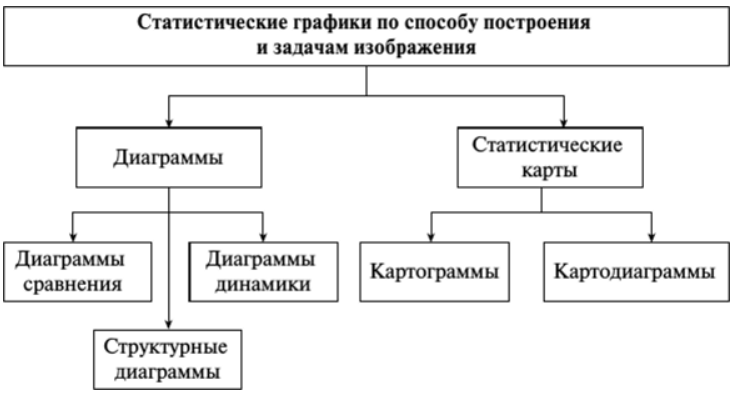 Статистические графики по способу построения
и задачам изображения
Диаграммы
Статистические
карты
Диаграммы
сравнения
Диаграммы
динамики
Картограммы
Картодиаграммы
Структурные
диаграммы